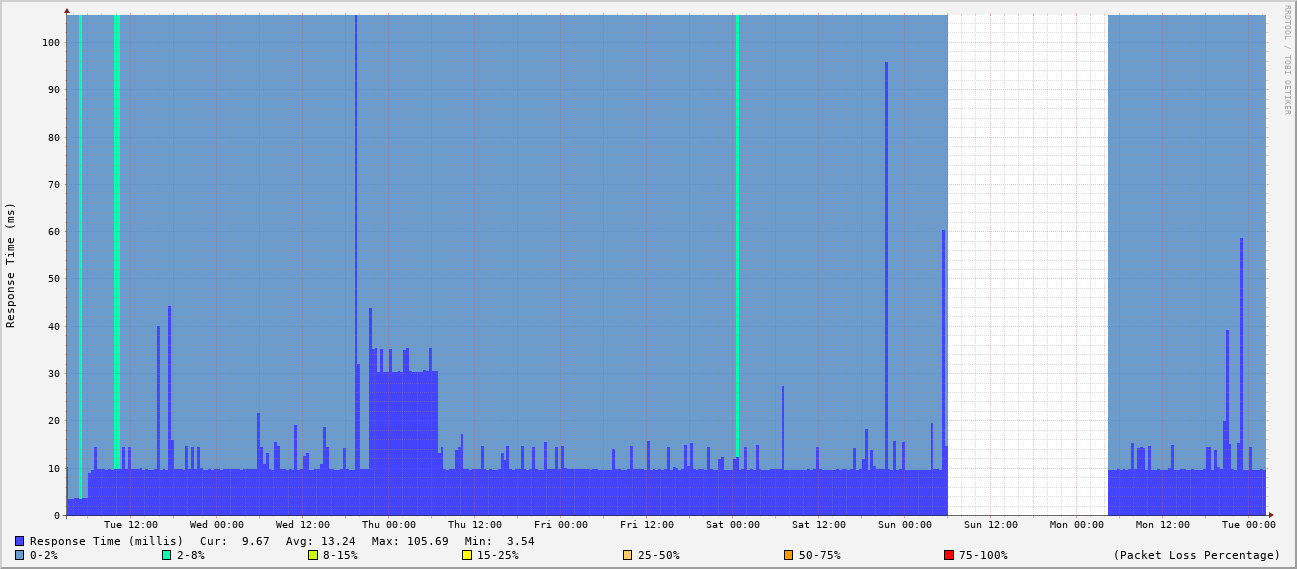 RRDTOOL / TOBI OETIKER
Response Time (ms)
100
90
80
70
60
50
40
30
20
10
0
Tue 12:00 Wed 00:00 Wed 12:00 Thu 00:00 Thu 12:00 Fri 00:00 Fri 12:00 Sat 00:00 Sat 12:00 Sun 00:00 Sun 12:00 Mon 00:00 Mon 12:00 Tue 00:00
Response Time (millis) Cur: 9.67 Avg: 13.24 Max: 105.69 Min: 3.54
0-2% 2-8% 8-15% 15-25% 25-50% 50-75% 75-100% (Packet Loss Percentage)